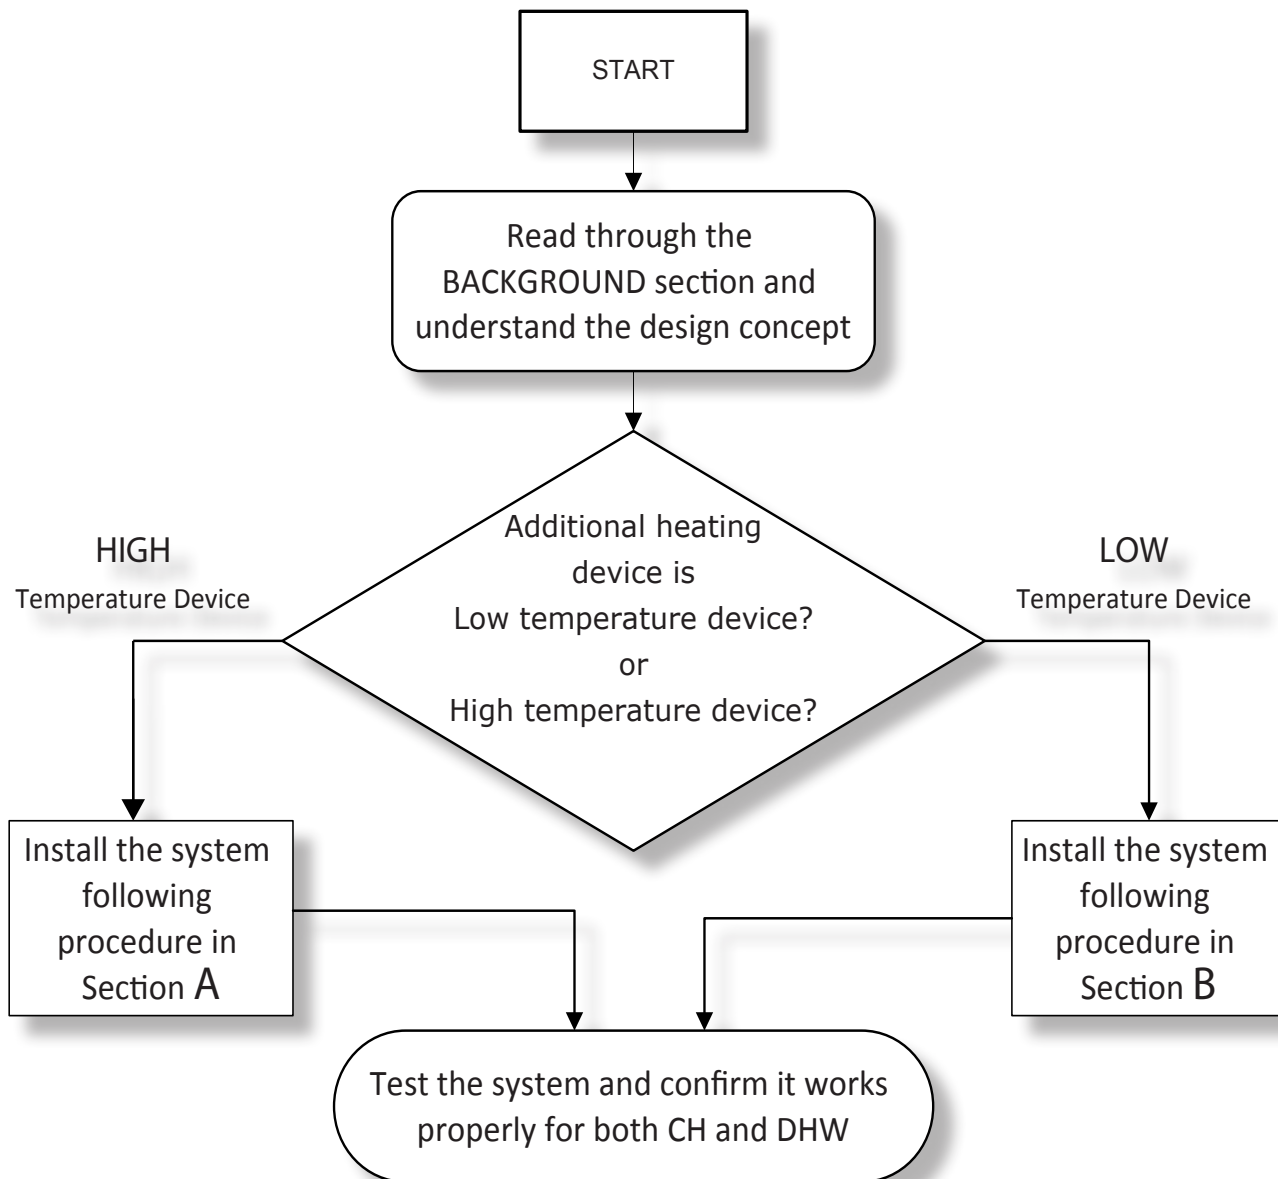 START
Read through the
BACKGROUND section and
understand the design concept
Additional heating
device is
Low temperature device?
or
High temperature device?
HIGH
Temperature Device
LOW
Temperature Device
Install the system
following
procedure in
Section A
Install the system
following
procedure in
Section B
Test the system and confirm it works
properly for both CH and DHW